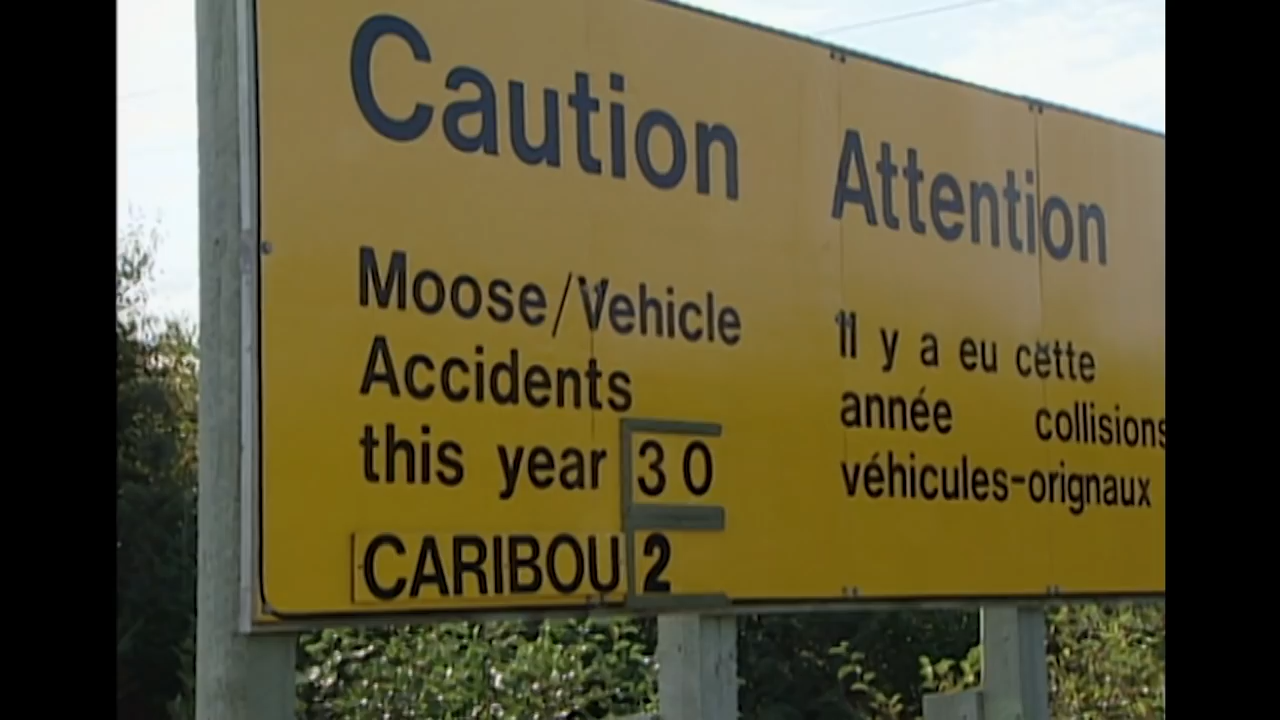 Caution
Moose/Vehicle
Accidents
this year 30
CARIBOU 2
Attention
Il y a eu cette
année collisions
véhicules-orignaux